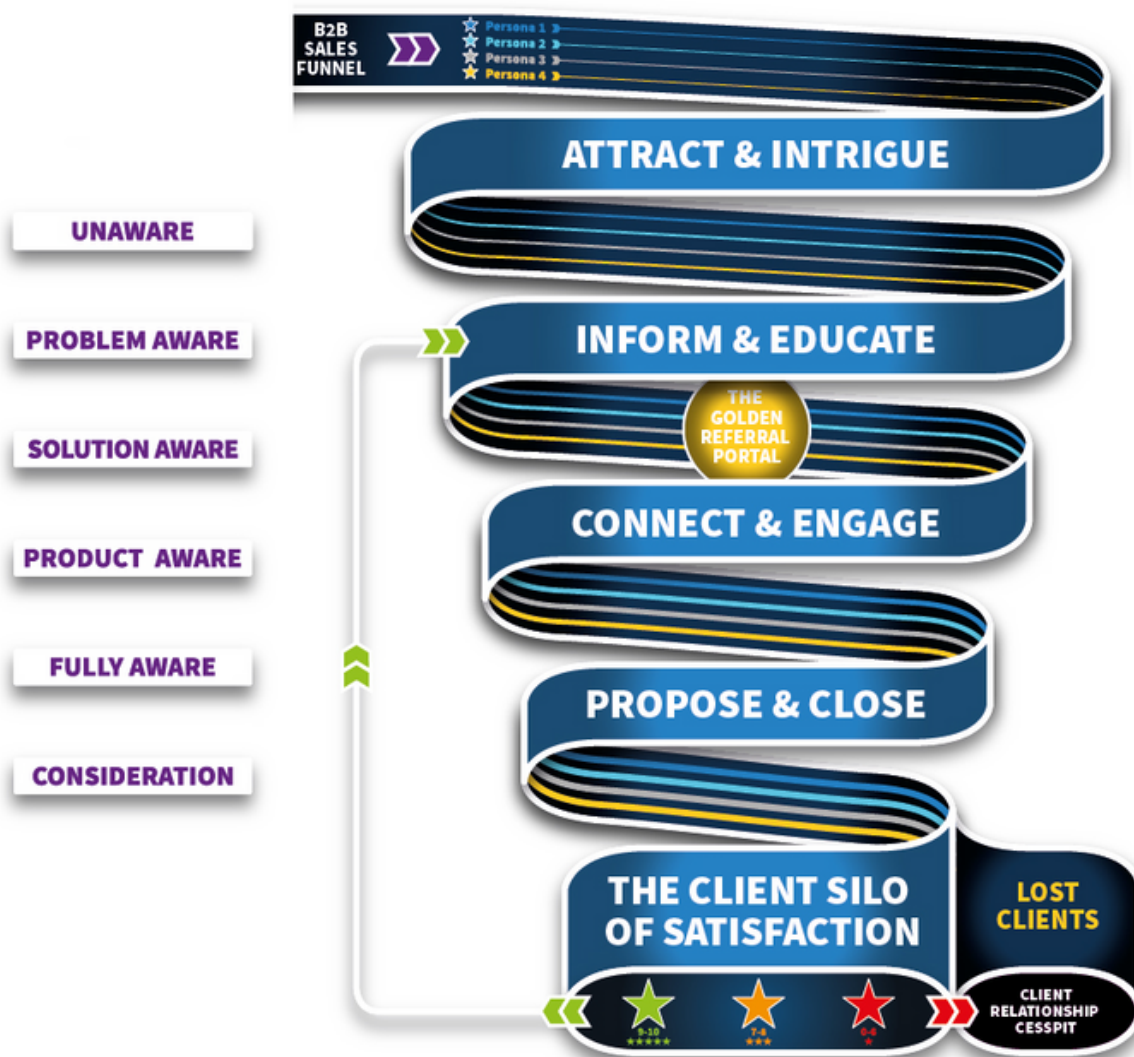 B2B
SALES
FUNNEL
Persona 1
Persona 2
Persona 3
Persona 4
ATTRACT & INTRIGUE
UNAWARE
PROBLEM AWARE
INFORM & EDUCATE
THE
GOLDEN
REFERRAL
PORTAL
SOLUTION AWARE
CONNECT & ENGAGE
PRODUCT AWARE
FULLY AWARE
PROPOSE & CLOSE
CONSIDERATION
THE CLIENT SILO
OF SATISFACTION
LOST
CLIENTS
9-10
7-8
0-6
CLIENT
RELATIONSHIP
CESSPIT